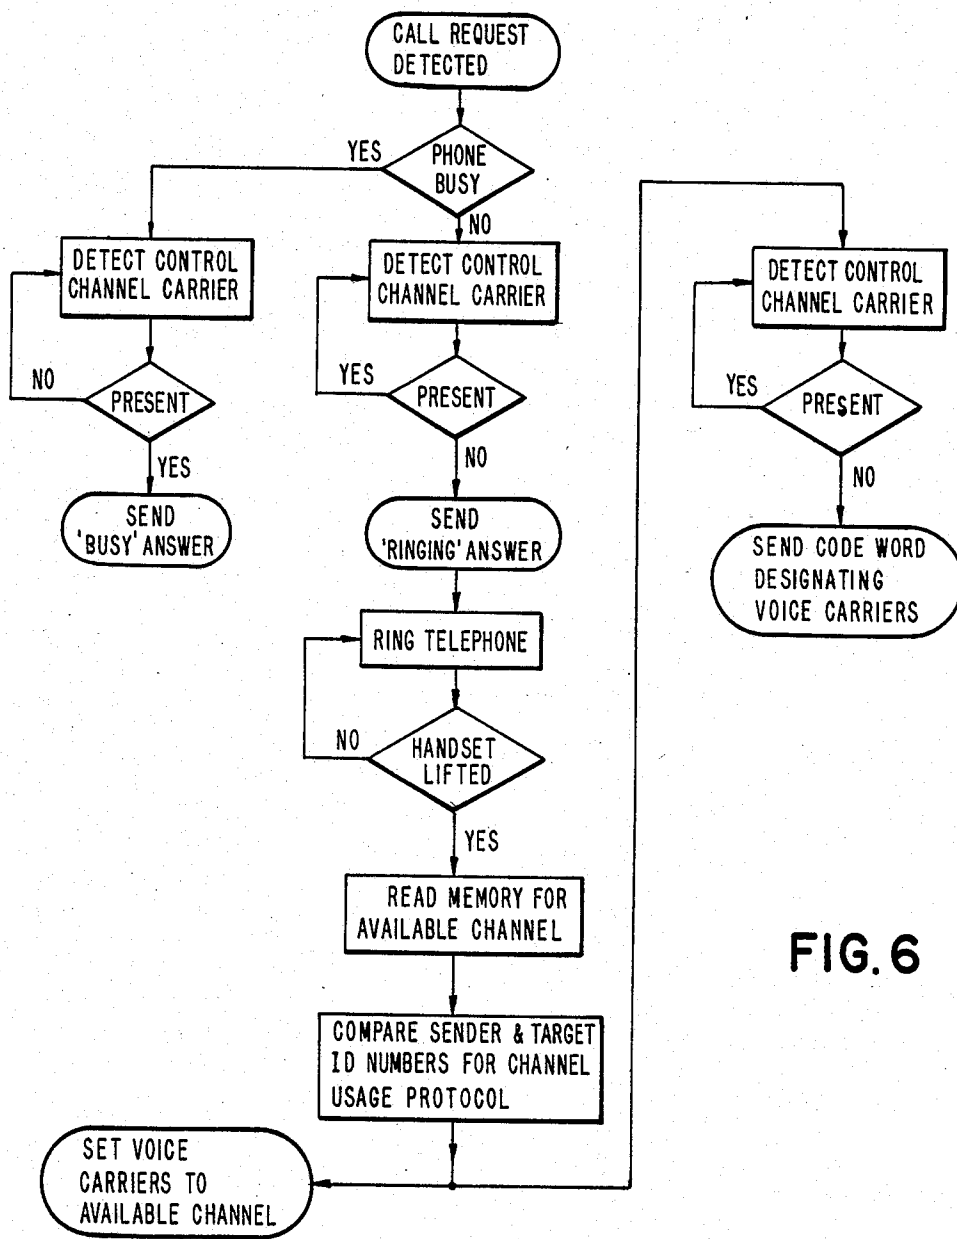 CALL REQUEST
DETECTED
YES
PHONE
BUSY
NO
DETECT CONTROL
CHANNEL CARRIER
NO
PRESENT
YES
SEND
'BUSY' ANSWER
DETECT CONTROL
CHANNEL CARRIER
YES
PRESENT
NO
SEND
'RINGING' ANSWER
RING TELEPHONE
NO
HANDSET
LIFTED
YES
READ MEMORY FOR
AVAILABLE CHANNEL
COMPARE SENDER & TARGET
ID NUMBERS FOR CHANNEL
USAGE PROTOCOL
SET VOICE
CARRIERS TO
AVAILABLE CHANNEL
DETECT CONTROL
CHANNEL CARRIER
YES
PRESENT
NO
SEND CODE WORD
DESIGNATING
VOICE CARRIERS
FIG. 6